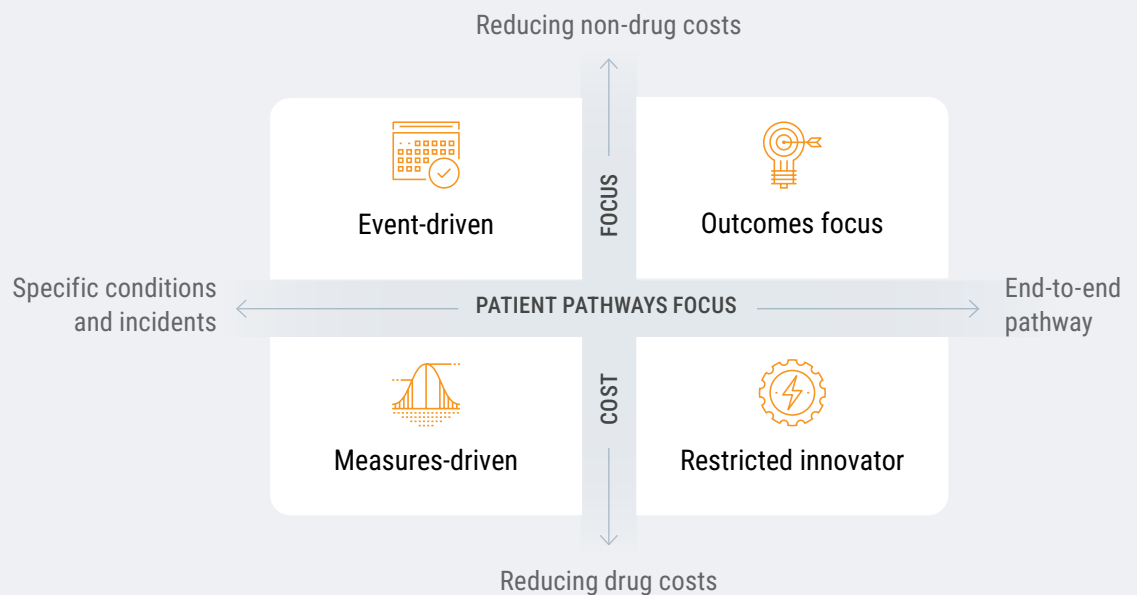 Reducing non-drug costs
Event-driven
Outcomes focus
Specific conditions
and incidents
COST FOCUS
PATIENT PATHWAYS FOCUS
End-to-end
pathway
Measures-driven
Restricted innovator
Reducing drug costs